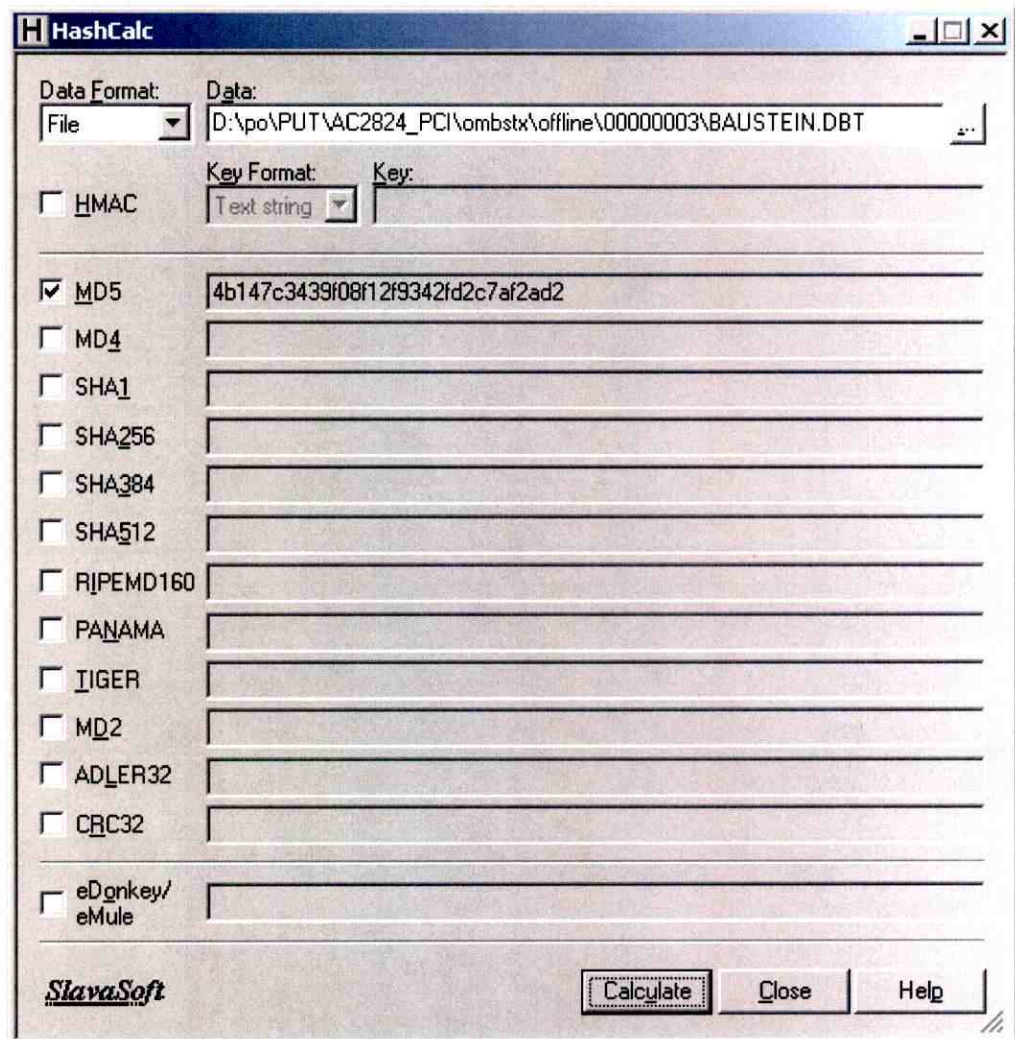 HashCalc
Data Format: Data:
File D:\po\PUT\AC2824_PCI\ombstx\offline\00000003\BAUSTEIN.DBT ...
Key Format: Key:
HMAC Text string
MD5 4b147c3439f08f12f9342fd2c7af2ad2
MD4
SHA1
SHA256
SHA384
SHA512
RIPEMD160
PANAMA
TIGER
MD2
ADLER32
CRC32
eDonkey/
eMule
SlavaSoft Calculate Close Help